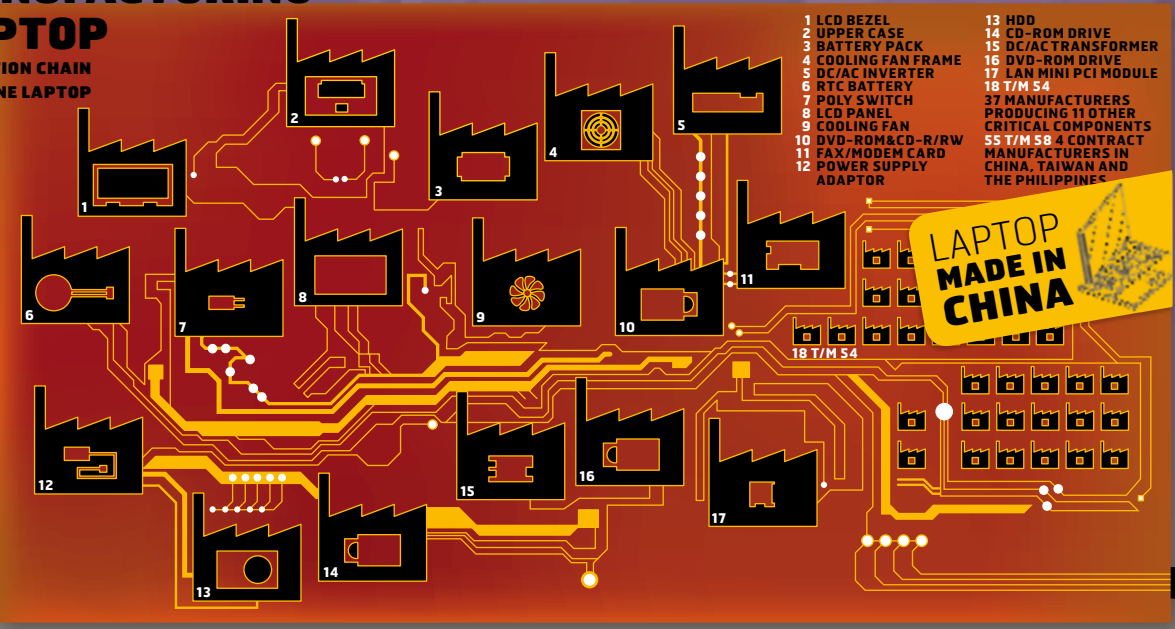 PTOP
ION CHAIN
NE LAPTOP
1 LCD BEZEL
2 UPPER CASE
3 BATTERY PACK
4 COOLING FAN FRAME
5 DC/AC INVERTER
6 RTC BATTERY
7 POLY SWITCH
8 LCD PANEL
9 COOLING FAN
10 DVD-ROM&CD-R/RW
11 FAX/MODEM CARD
12 POWER SUPPLY
ADAPTOR
13 HDD
14 CD-ROM DRIVE
15 DC/AC TRANSFORMER
16 DVD-ROM DRIVE
17 LAN MINI PCI MODULE
18 T/M 54
37 MANUFACTURERS
PRODUCING 11 OTHER
CRITICAL COMPONENTS
55 T/M 58 4 CONTRACT
MANUFACTURERS IN
CHINA, TAIWAN AND
THE PHILIPPINES
LAPTOP
MADE IN
CHINA
1
2
3
4
5
6
7
8
9
10
11
18 T/M 54
12
13
14
15
16
17